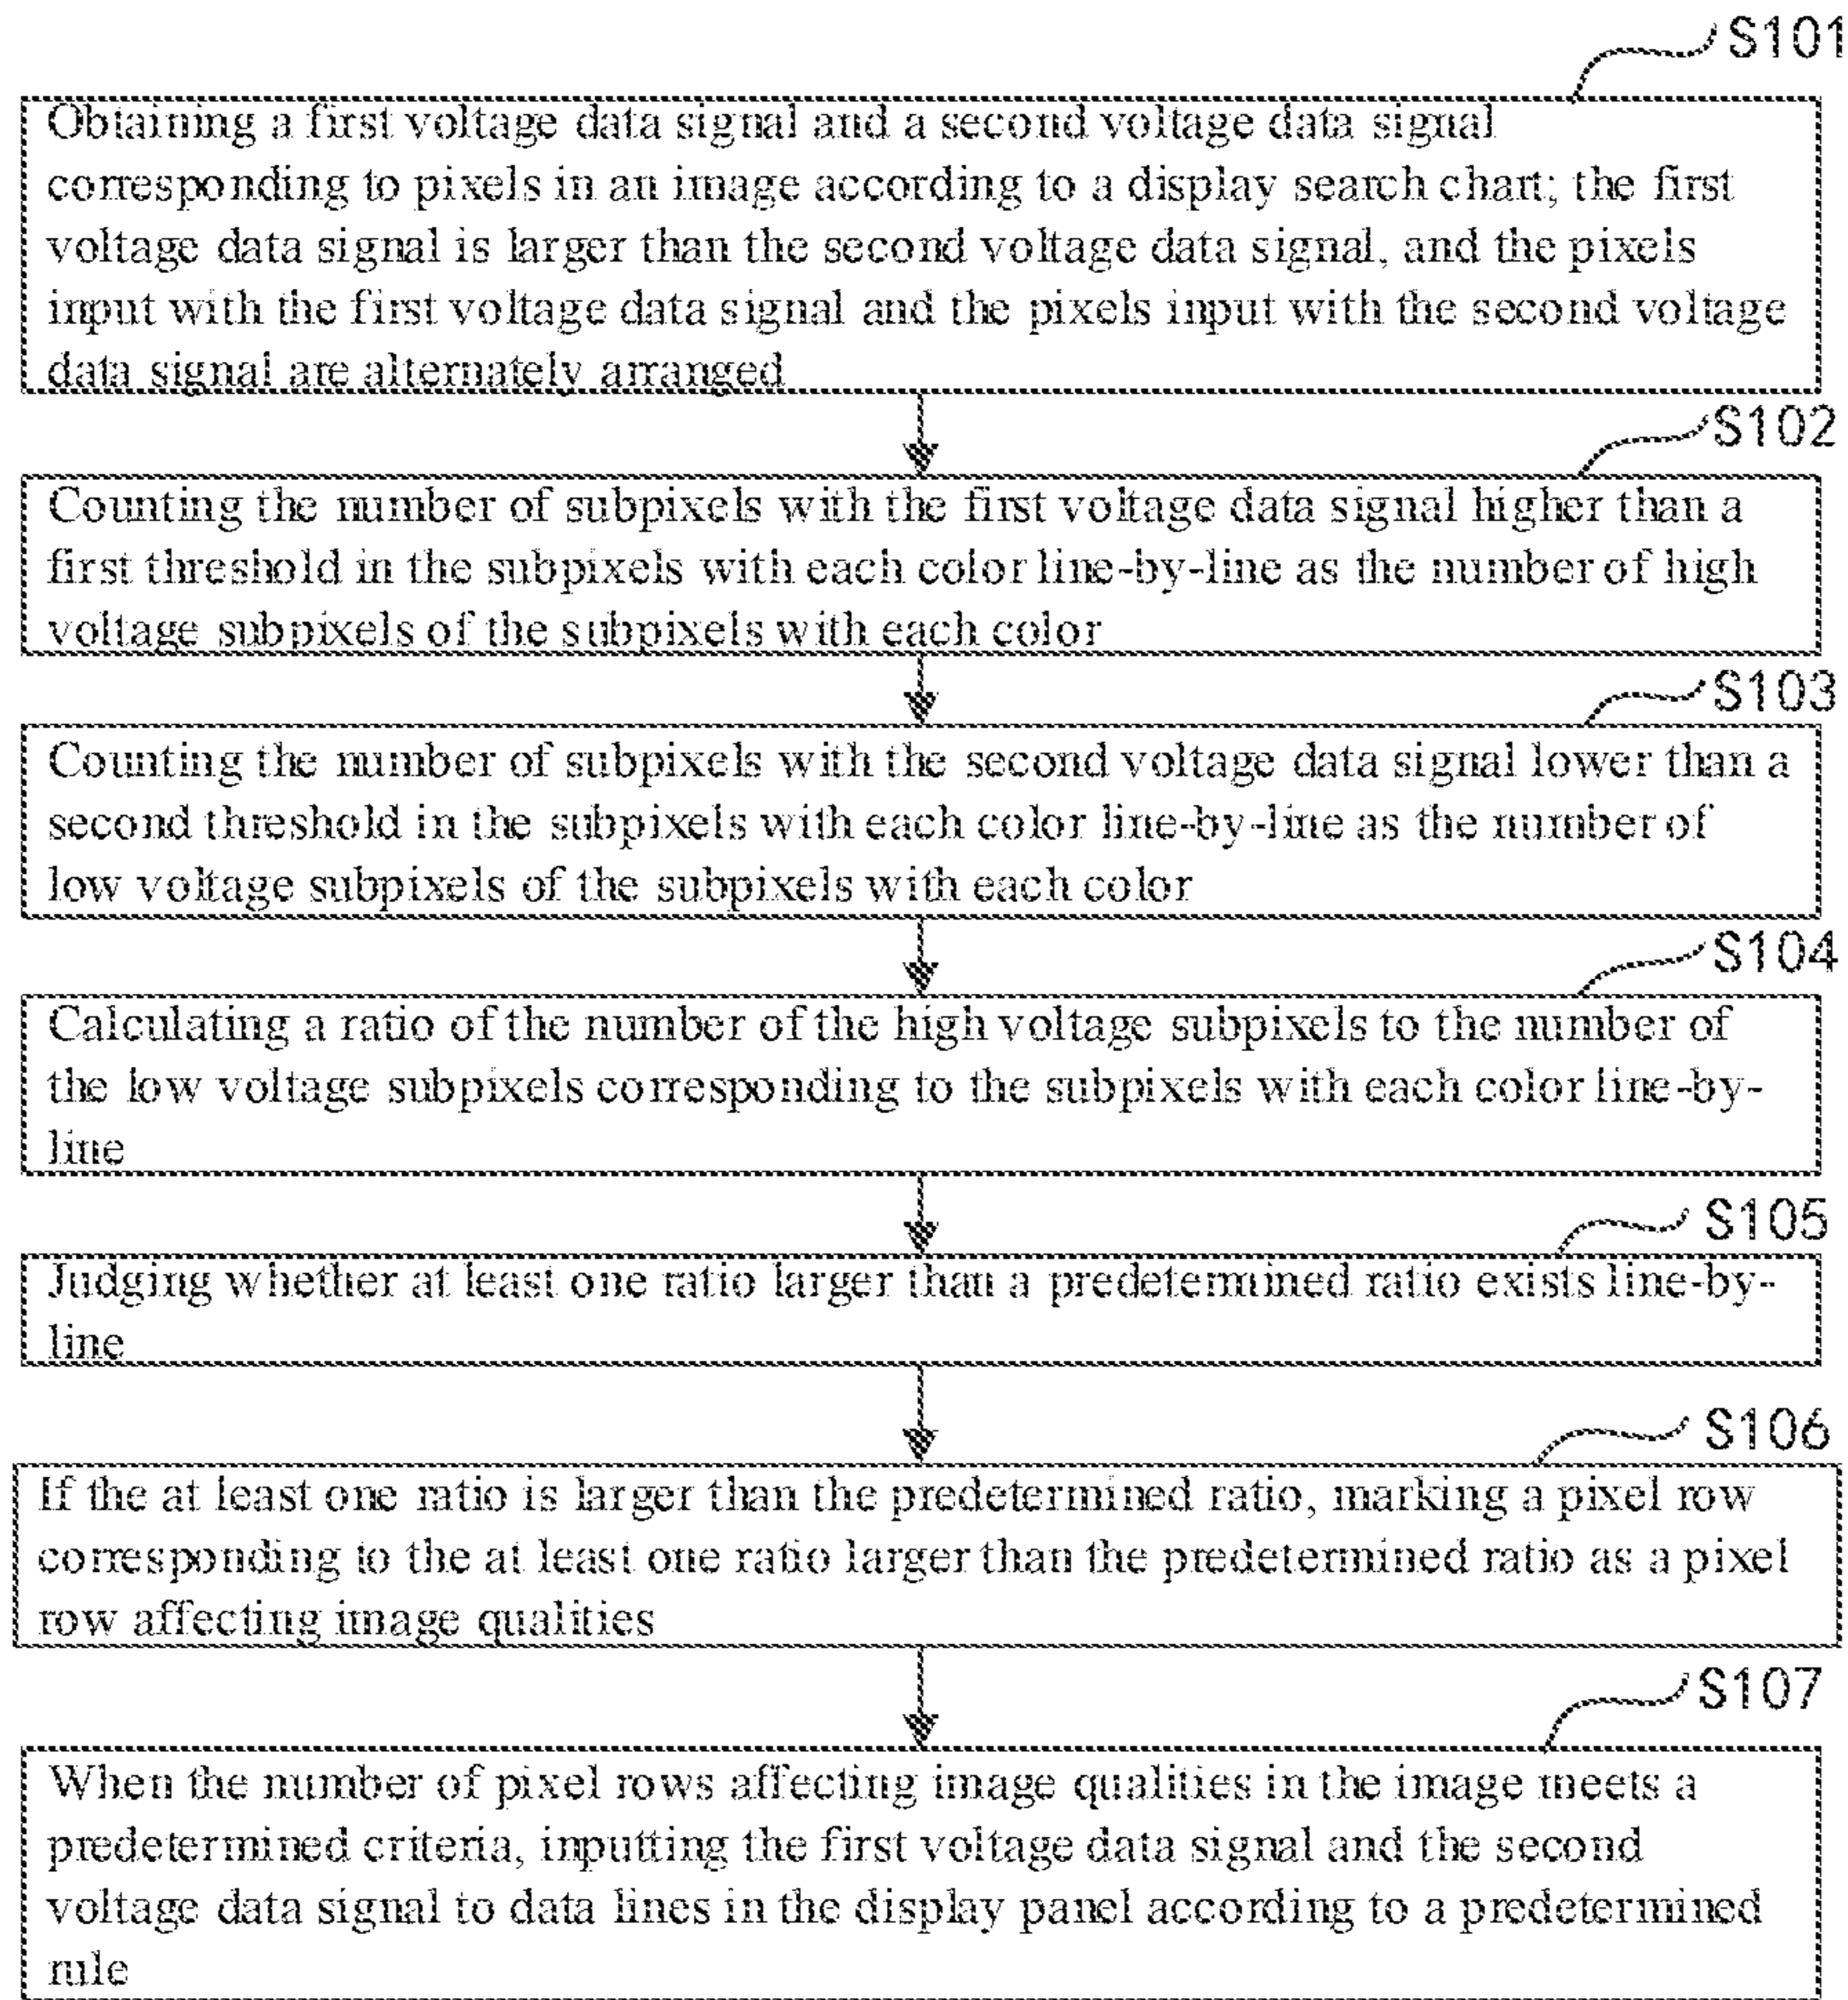 S101
Obtaining a first voltage data signal and a second voltage data signal
corresponding to pixels in an image according to a display search chart; the first
voltage data signal is larger than the second voltage data signal, and the pixels
input with the first voltage data signal and the pixels input with the second voltage
data signal are alternately arranged
S102
Counting the number of subpixels with the first voltage data signal higher than a
first threshold in the subpixels with each color line-by-line as the number of high
voltage subpixels of the subpixels with each color
S103
Counting the number of subpixels with the second voltage data signal lower than a
second threshold in the subpixels with each color line-by-line as the number of
low voltage subpixels of the subpixels with each color
S104
Calculating a ratio of the number of the high voltage subpixels to the number of
the low voltage subpixels corresponding to the subpixels with each color line-by-
line
S105
Judging whether at least one ratio larger than a predetermined ratio exists line-by-
line
S106
If the at least one ratio is larger than the predetermined ratio, marking a pixel row
corresponding to the at least one ratio larger than the predetermined ratio as a pixel
row affecting image qualities
S107
When the number of pixel rows affecting image qualities in the image meets a
predetermined criteria, inputting the first voltage data signal and the second
voltage data signal to data lines in the display panel according to a predetermined
rule